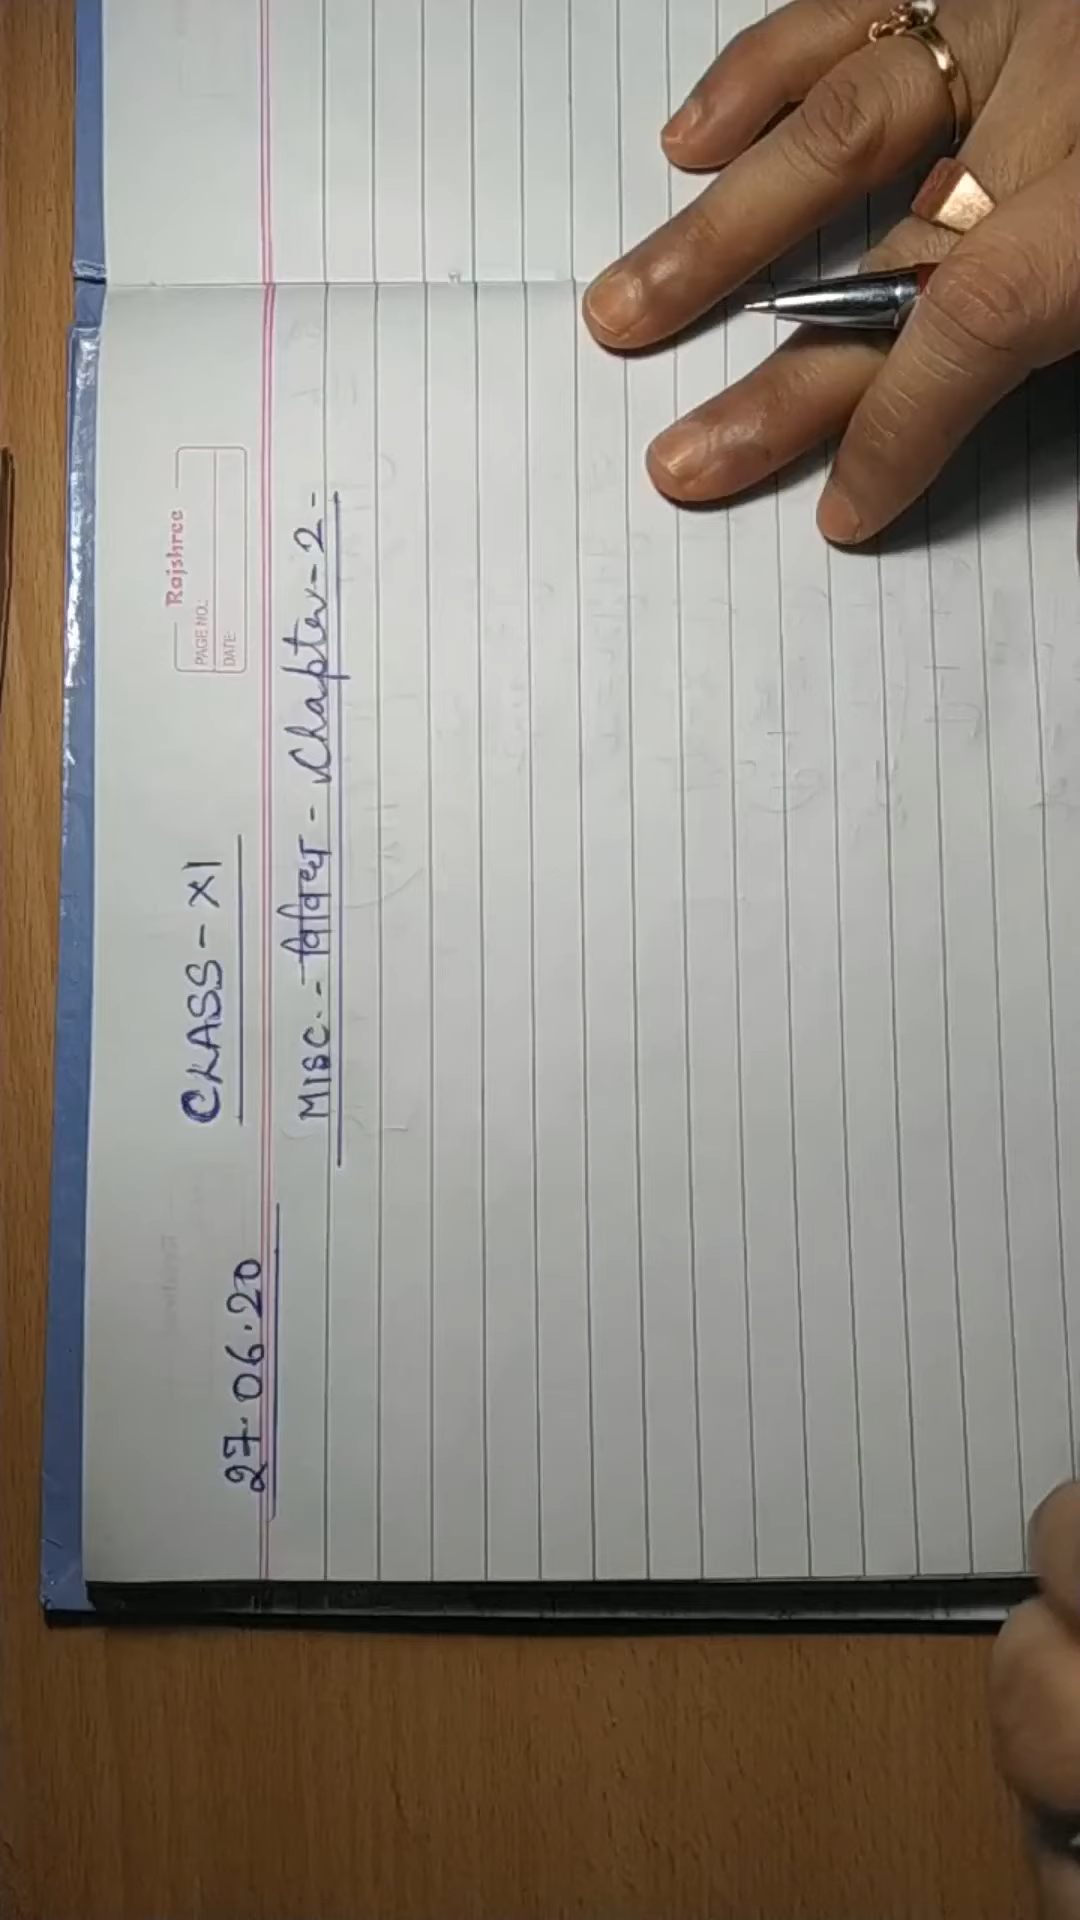 Rajshree
PAGE NO.:
DATE:
CLASS - XI
27.06.20
MISC. - विविध - Chapter - 2 -